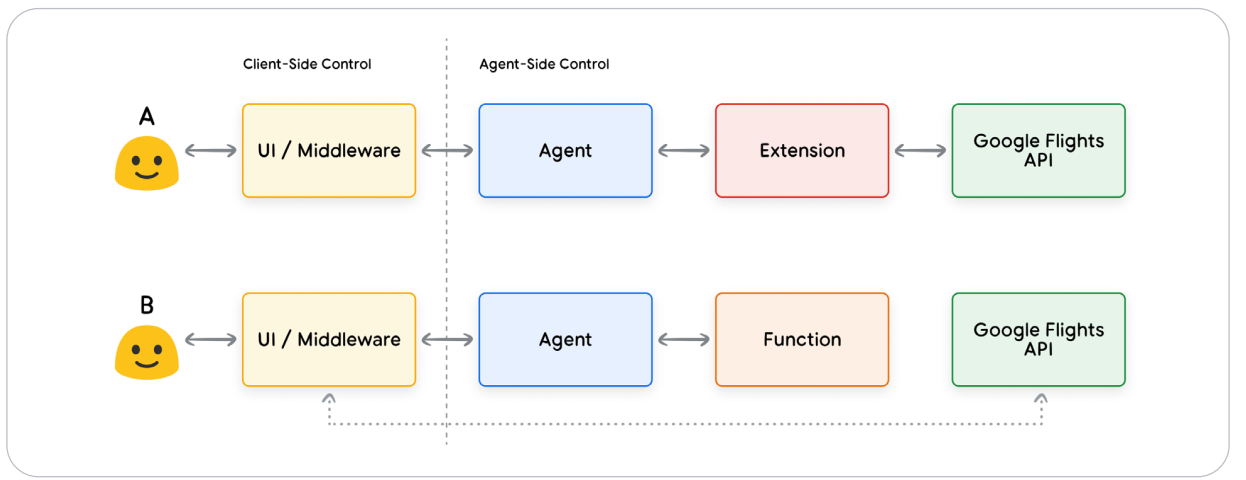 Client-Side Control
Agent-Side Control
A
UI / Middleware
Agent
Extension
Google Flights
API
B
UI / Middleware
Agent
Function
Google Flights
API